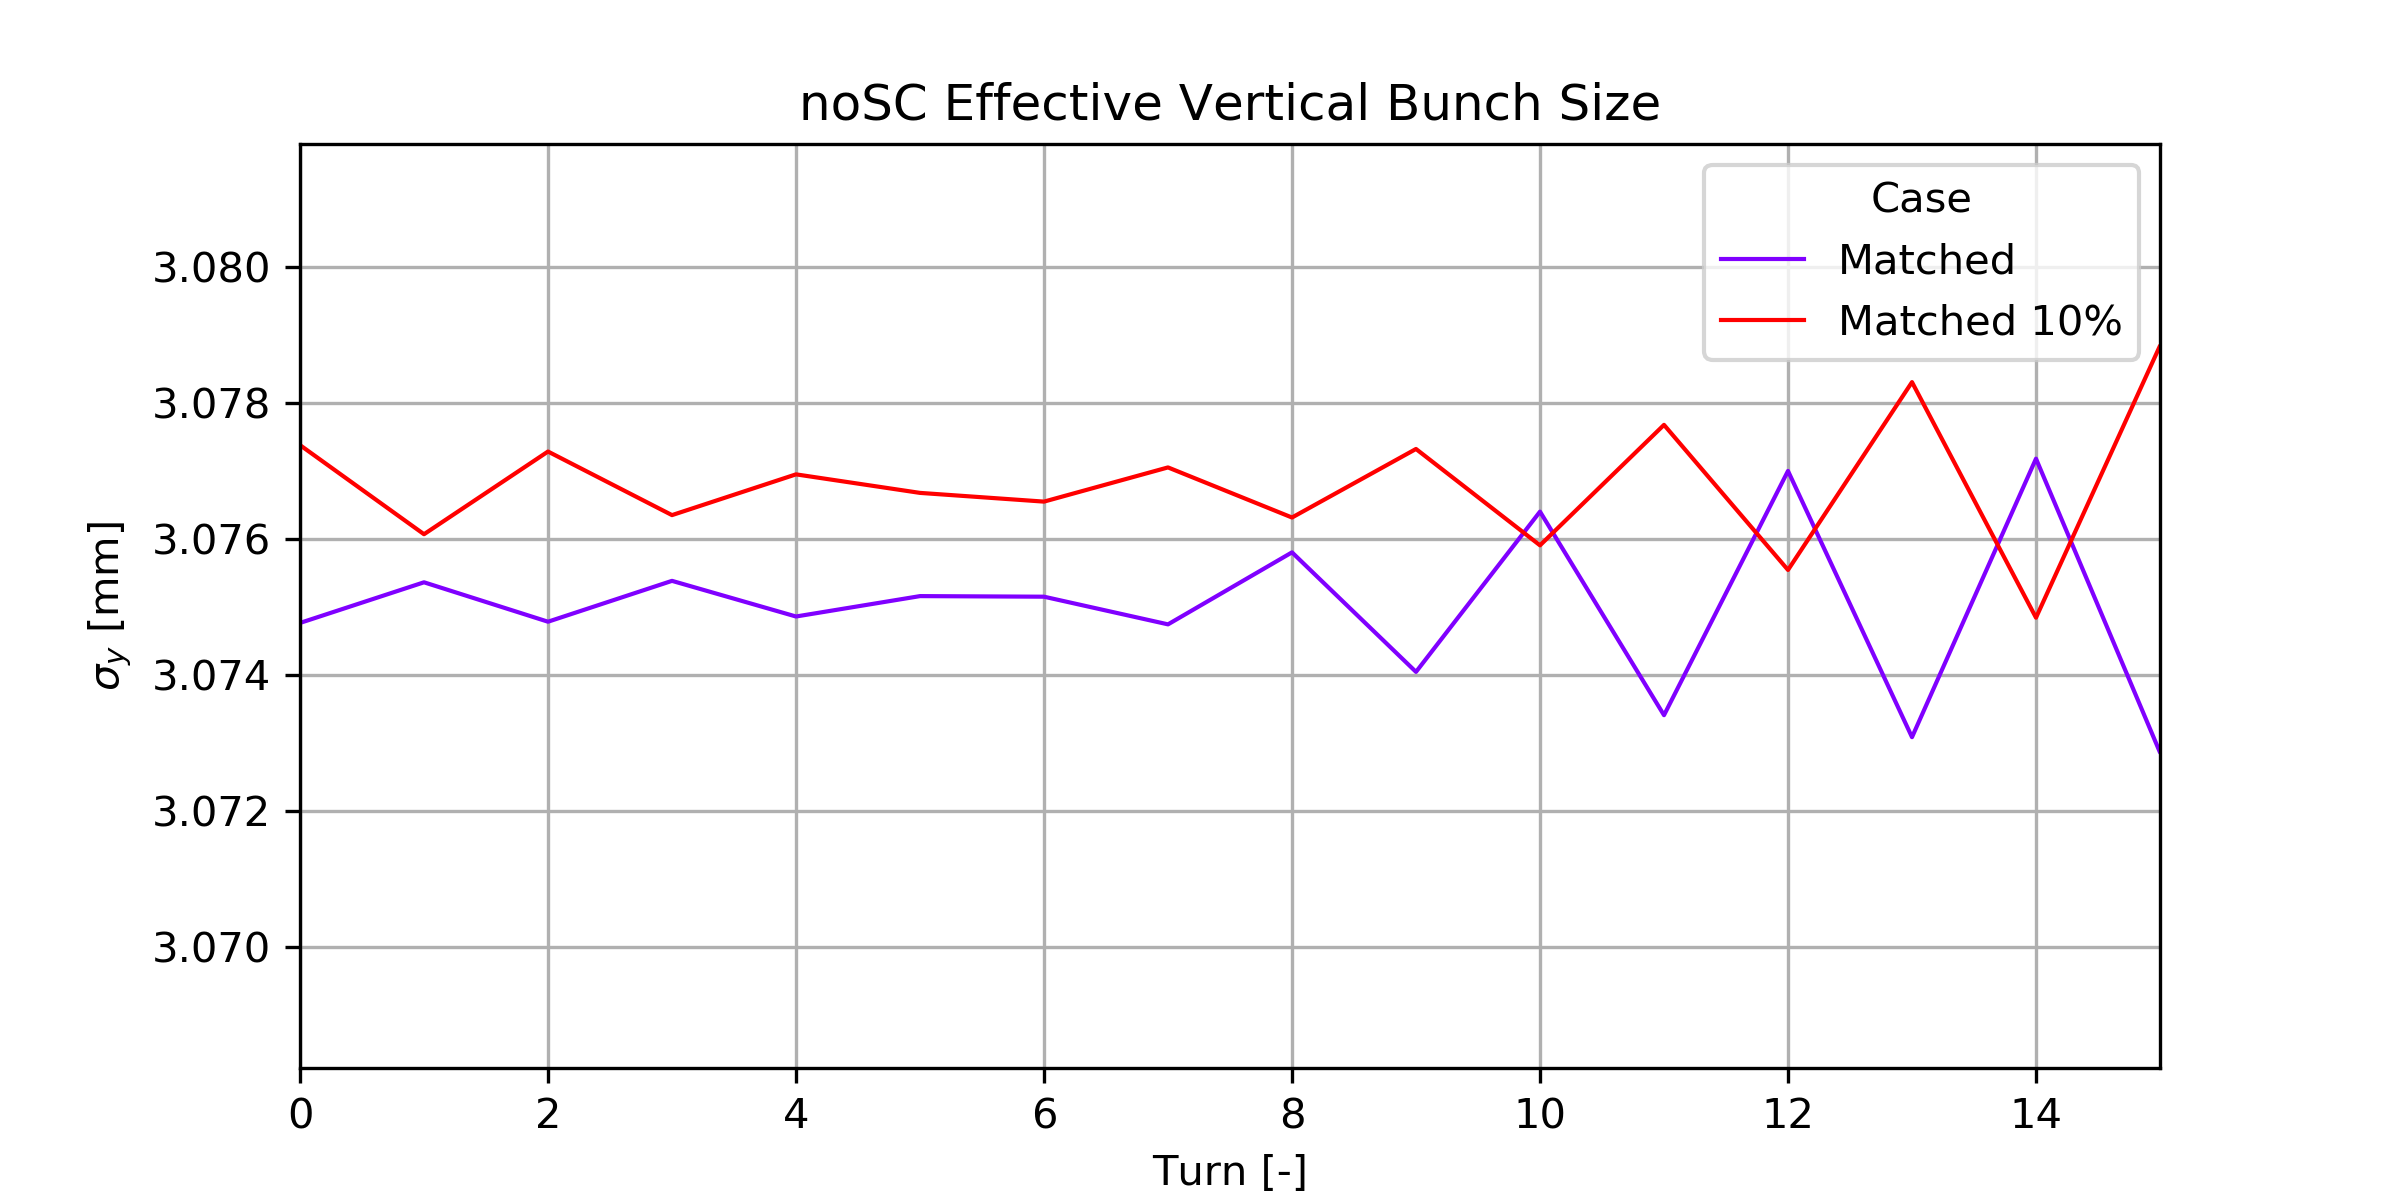 noSC Effective Vertical Bunch Size
Case
Matched
Matched 10%
3.080
3.078
3.076
3.074
3.072
3.070
σy [mm]
0 2 4 6 8 10 12 14
Turn [-]